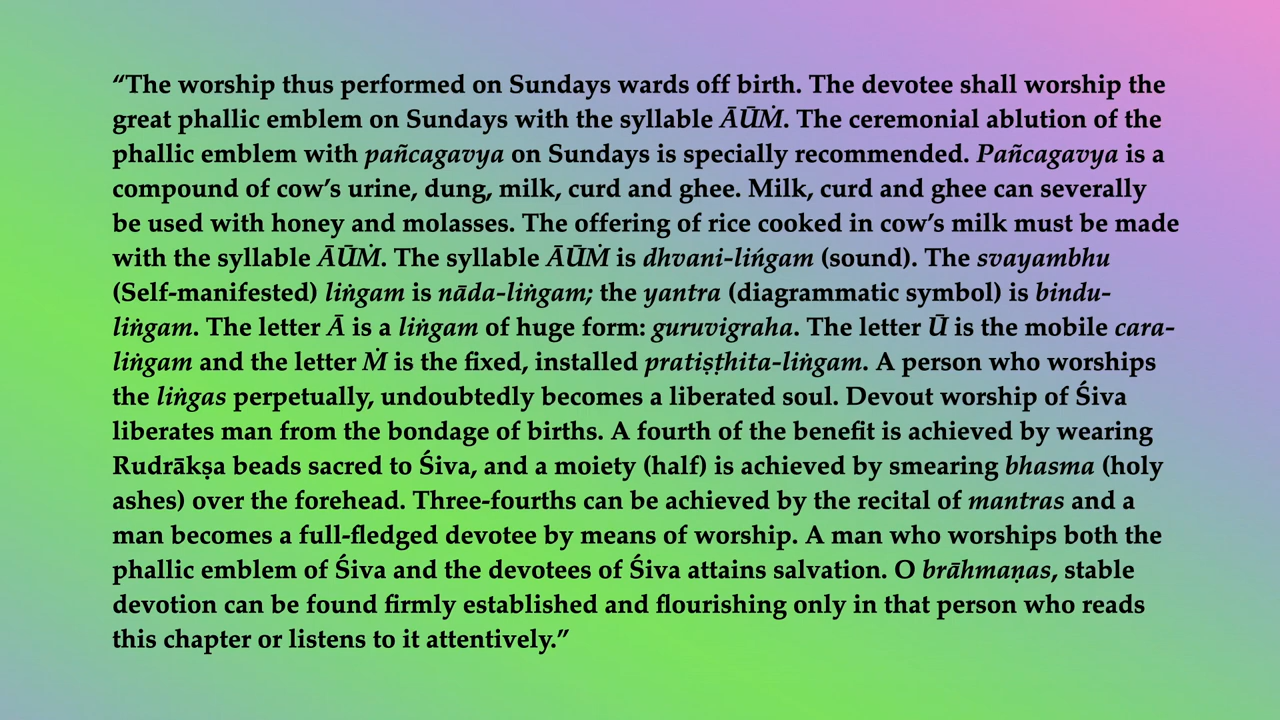 “The worship thus performed on Sundays wards off birth. The devotee shall worship the
great phallic emblem on Sundays with the syllable ĀŪṀ. The ceremonial ablution of the
phallic emblem with pañcagavya on Sundays is specially recommended. Pañcagavya is a
compound of cow’s urine, dung, milk, curd and ghee. Milk, curd and ghee can severally
be used with honey and molasses. The offering of rice cooked in cow’s milk must be made
with the syllable ĀŪṀ. The syllable ĀŪṀ is dhvani-lińgam (sound). The svayambhu
(Self-manifested) liṅgam is nāda-liṅgam; the yantra (diagrammatic symbol) is bindu-
liṅgam. The letter Ā is a liṅgam of huge form: guruvigraha. The letter Ū is the mobile cara-
liṅgam and the letter Ṁ is the fixed, installed pratiṣṭhita-liṅgam. A person who worships
the liṅgas perpetually, undoubtedly becomes a liberated soul. Devout worship of Śiva
liberates man from the bondage of births. A fourth of the benefit is achieved by wearing
Rudrākṣa beads sacred to Śiva, and a moiety (half) is achieved by smearing bhasma (holy
ashes) over the forehead. Three-fourths can be achieved by the recital of mantras and a
man becomes a full-fledged devotee by means of worship. A man who worships both the
phallic emblem of Śiva and the devotees of Śiva attains salvation. O brāhmaṇas, stable
devotion can be found firmly established and flourishing only in that person who reads
this chapter or listens to it attentively.”